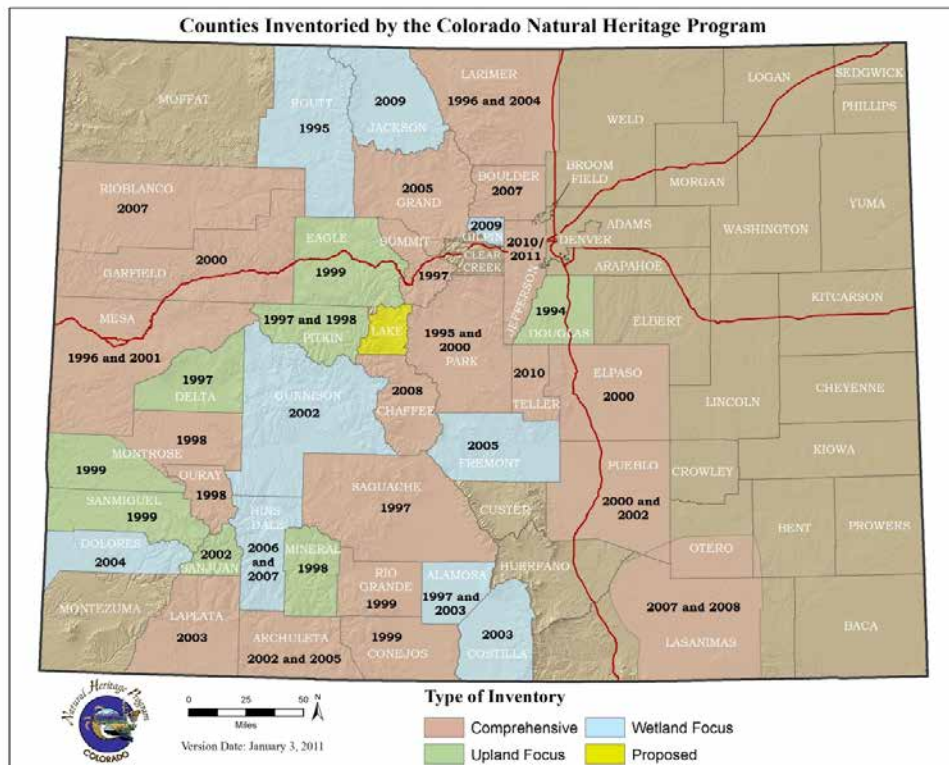 Counties Inventoried by the Colorado Natural Heritage Program
MOFFAT
ROUTT
1995
2009
JACKSON
LARIMER
1996 and 2004
WELD
LOGAN
SEDGWICK
PHILLIPS
MORGAN
YUMA
WASHINGTON
RIOBLANCO
2007
2005
GRAND
BOULDER
2007
BROOM
FIELD
ADAMS
DENVER
ARAPAHOE
2009
GILPIN
CLEAR
CREEK
2010/
2011
JEFFERSON
GARFIELD
2000
EAGLE
1999
SUMMIT
1997
MESA
1996 and 2001
1997 and 1998
PITKIN
LAKE
1995 and
2000
PARK
1994
DOUGLAS
ELBERT
KITCARSON
1997
DELTA
GUNNISON
2002
2008
CHAFFEE
2010
TELLER
ELPASO
2000
LINCOLN
CHEYENNE
1998
MONTROSE
1999
OURAY
1998
2005
FREMONT
PUEBLO
2000 and
2002
CROWLEY
KIOWA
SANMIGUEL
1999
SAGUACHE
1997
CUSTER
BENT
PROWERS
DOLORES
2004
2002
SANJUAN
HINS
DALE
2006
and
2007
MINERAL
1998
RIO
GRANDE
1999
ALAMOSA
1997 and
2003
HUERFANO
OTERO
2007 and 2008
LASANIMAS
BACA
MONTEZUMA
LAPLATA
2003
ARCHULETA
2002 and 2005
1999
CONEJOS
2003
COSTILLA
Natural Heritage Program
COLORADO
0 25 50
Miles
N
Version Date: January 3, 2011
Type of Inventory
Comprehensive
Wetland Focus
Upland Focus
Proposed